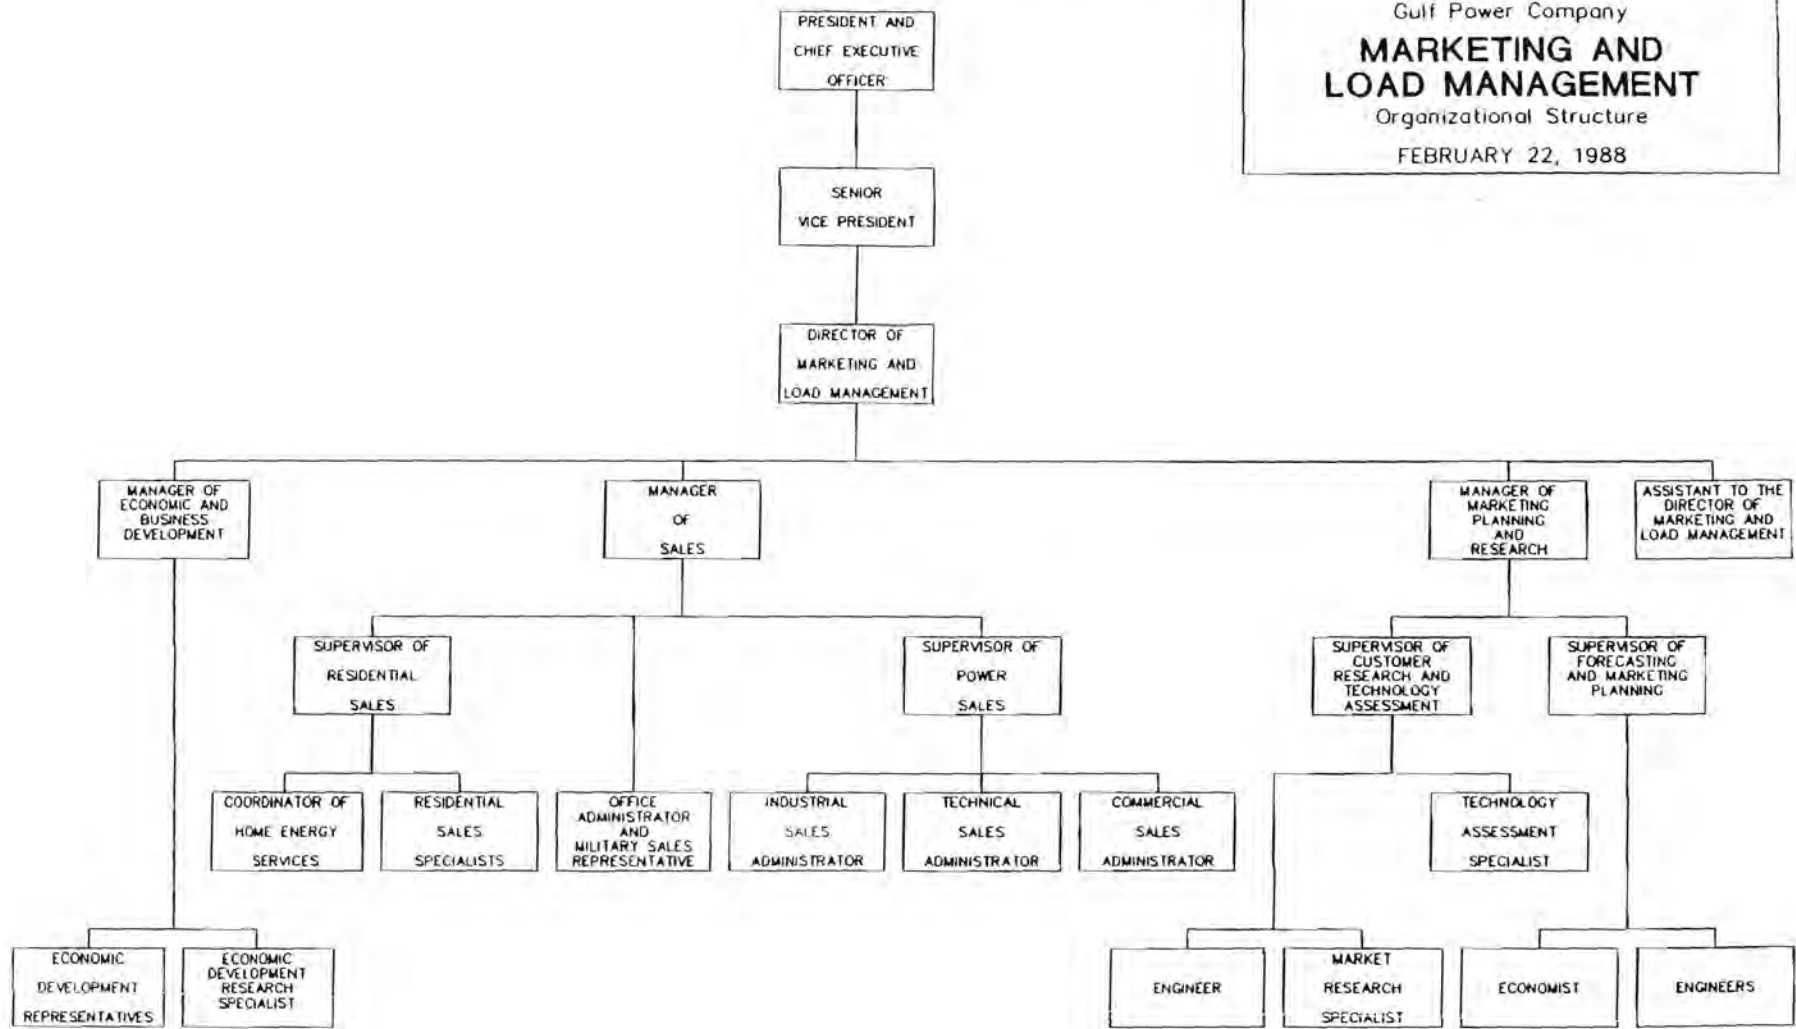 Gulf Power Company
MARKETING AND
LOAD MANAGEMENT
Organizational Structure
FEBRUARY 22, 1988
PRESIDENT AND
CHIEF EXECUTIVE
OFFICER
SENIOR
VICE PRESIDENT
DIRECTOR OF
MARKETING AND
LOAD MANAGEMENT
MANAGER OF
ECONOMIC AND
BUSINESS
DEVELOPMENT
MANAGER
OF
SALES
MANAGER OF
MARKETING
PLANNING
AND
RESEARCH
ASSISTANT TO THE
DIRECTOR OF
MARKETING AND
LOAD MANAGEMENT
SUPERVISOR OF
RESIDENTIAL
SALES
SUPERVISOR OF
POWER
SALES
SUPERVISOR OF
CUSTOMER
RESEARCH AND
TECHNOLOGY
ASSESSMENT
SUPERVISOR OF
FORECASTING
AND MARKETING
PLANNING
COORDINATOR OF
HOME ENERGY
SERVICES
RESIDENTIAL
SALES
SPECIALISTS
OFFICE
ADMINISTRATOR
AND
MILITARY SALES
REPRESENTATIVE
INDUSTRIAL
SALES
ADMINISTRATOR
TECHNICAL
SALES
ADMINISTRATOR
COMMERCIAL
SALES
ADMINISTRATOR
TECHNOLOGY
ASSESSMENT
SPECIALIST
ECONOMIC
DEVELOPMENT
REPRESENTATIVES
ECONOMIC
DEVELOPMENT
RESEARCH
SPECIALIST
ENGINEER
MARKET
RESEARCH
SPECIALIST
ECONOMIST
ENGINEERS